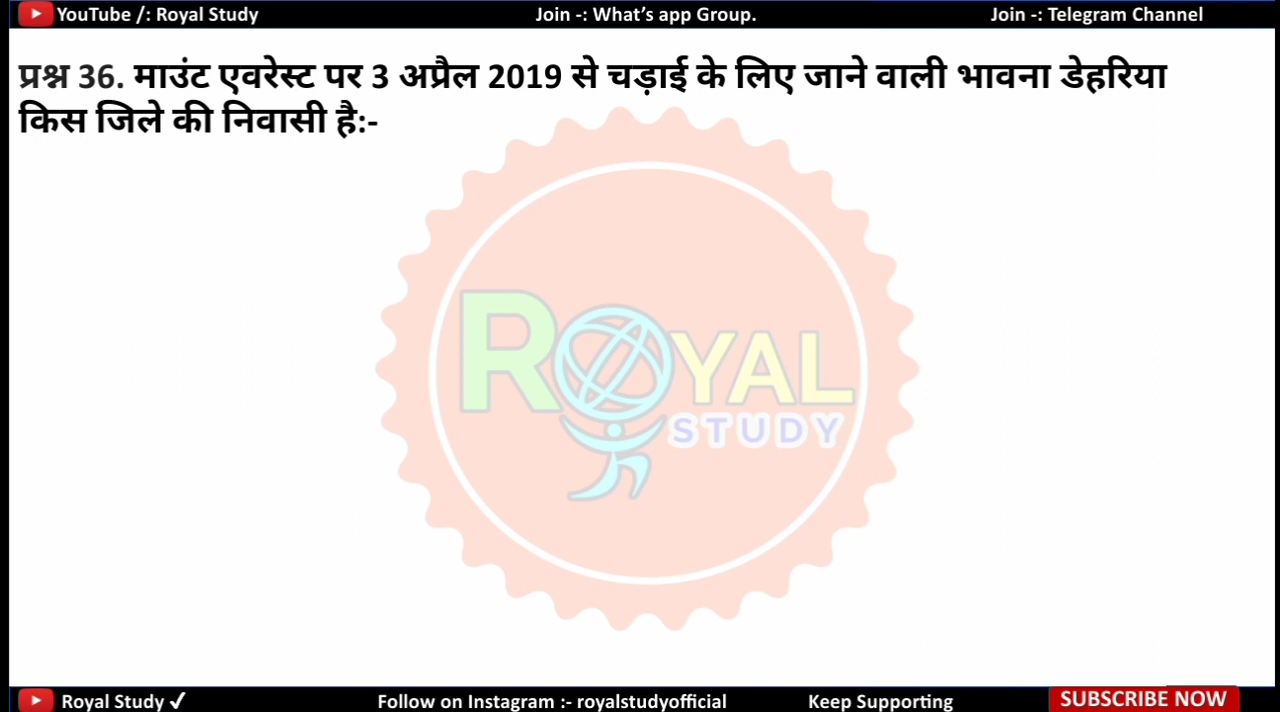 YouTube /: Royal Study Join -: What’s app Group. Join -: Telegram Channel
प्रश्न 36. माउंट एवरेस्ट पर 3 अप्रैल 2019 से चड़ाई के लिए जाने वाली भावना डेहरिया
किस जिले की निवासी है:-
ROYAL
STUDY
Royal Study ✓ Follow on Instagram :- royalstudyofficial Keep Supporting SUBSCRIBE NOW